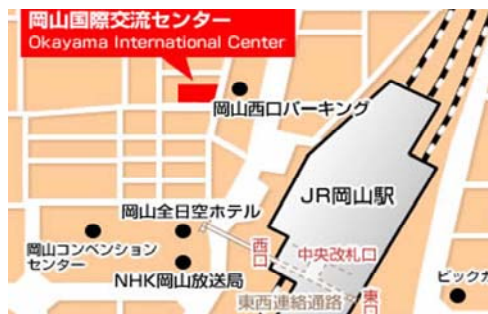 岡山国際交流センター
Okayama International Center
岡山西口パーキング
JR岡山駅
岡山全日空ホテル
西口
中央改札口
岡山コンベンション
センター
NHK岡山放送局
東西連絡通路
東口
ビックカ